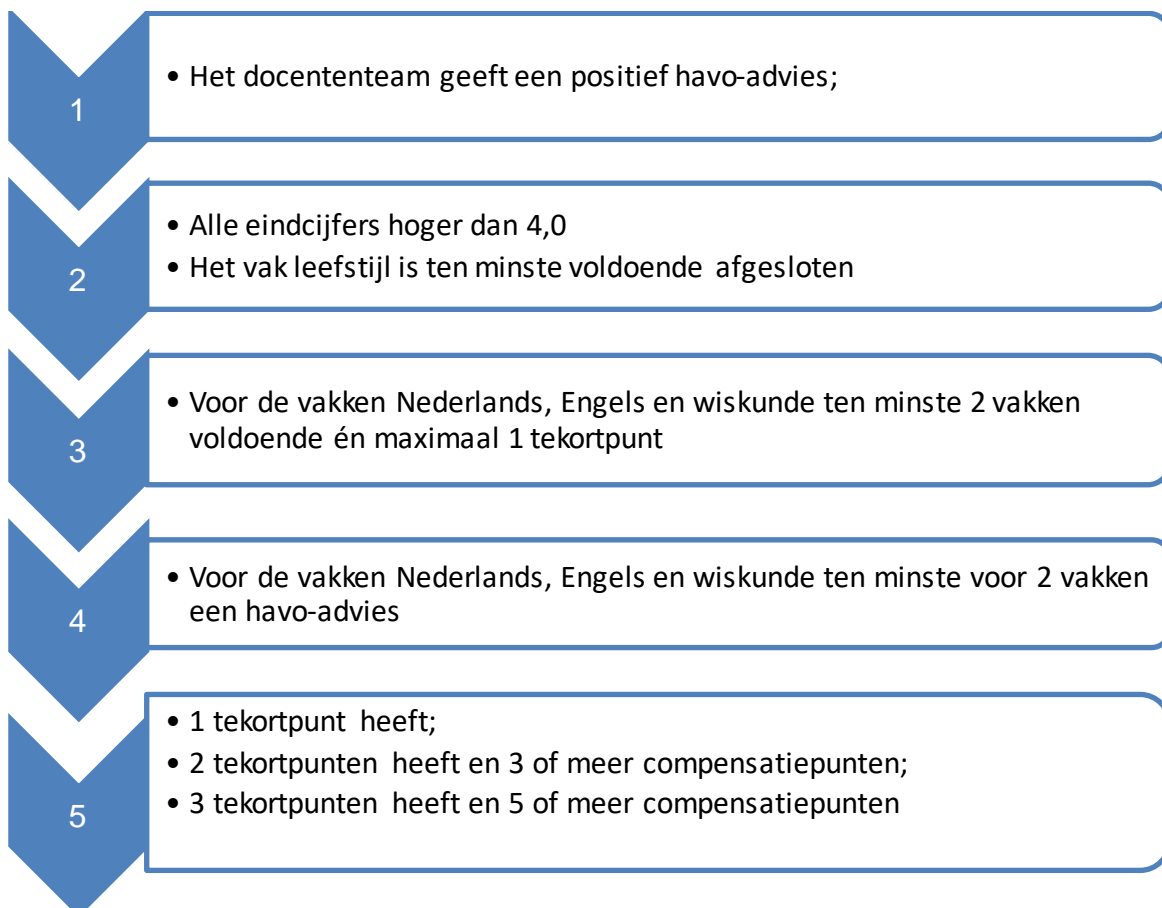 1
• Het docententeam geeft een positief havo-advies;
2
• Alle eindcijfers hoger dan 4,0
• Het vak leefstijl is ten minste voldoende afgesloten
3
• Voor de vakken Nederlands, Engels en wiskunde ten minste 2 vakken
voldoende én maximaal 1 tekortpunt
4
• Voor de vakken Nederlands, Engels en wiskunde ten minste voor 2 vakken
een havo-advies
5
• 1 tekortpunt heeft;
• 2 tekortpunten heeft en 3 of meer compensatiepunten;
• 3 tekortpunten heeft en 5 of meer compensatiepunten